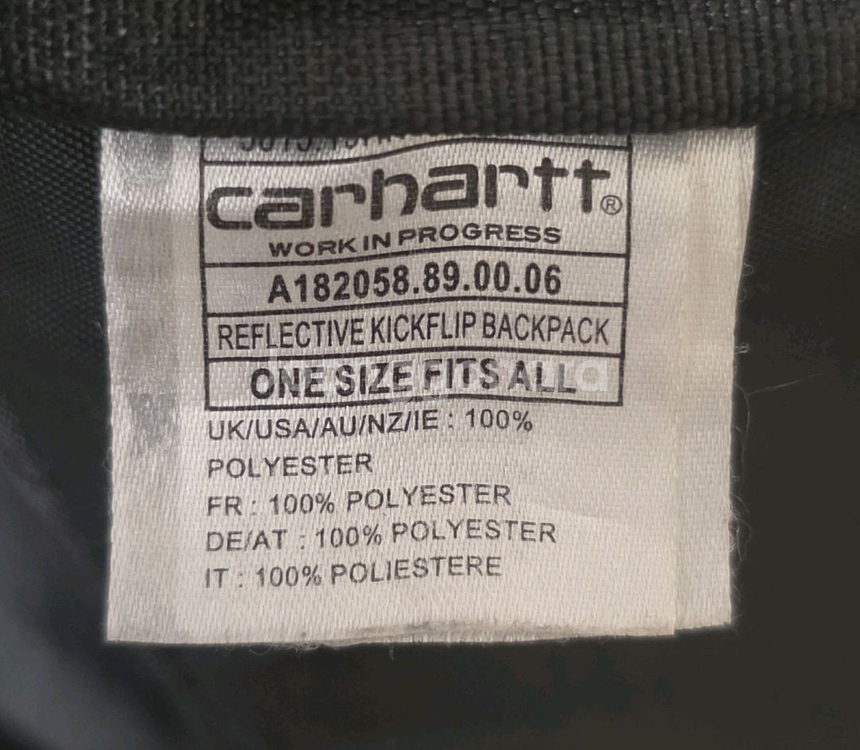 carhartt®
WORK IN PROGRESS
A182058.89.00.06
REFLECTIVE KICKFLIP BACKPACK
ONE SIZE FITS ALL
UK/USA/AU/NZ/IE : 100%
POLYESTER
FR : 100% POLYESTER
DE/AT : 100% POLYESTER
IT : 100% POLIESTERE